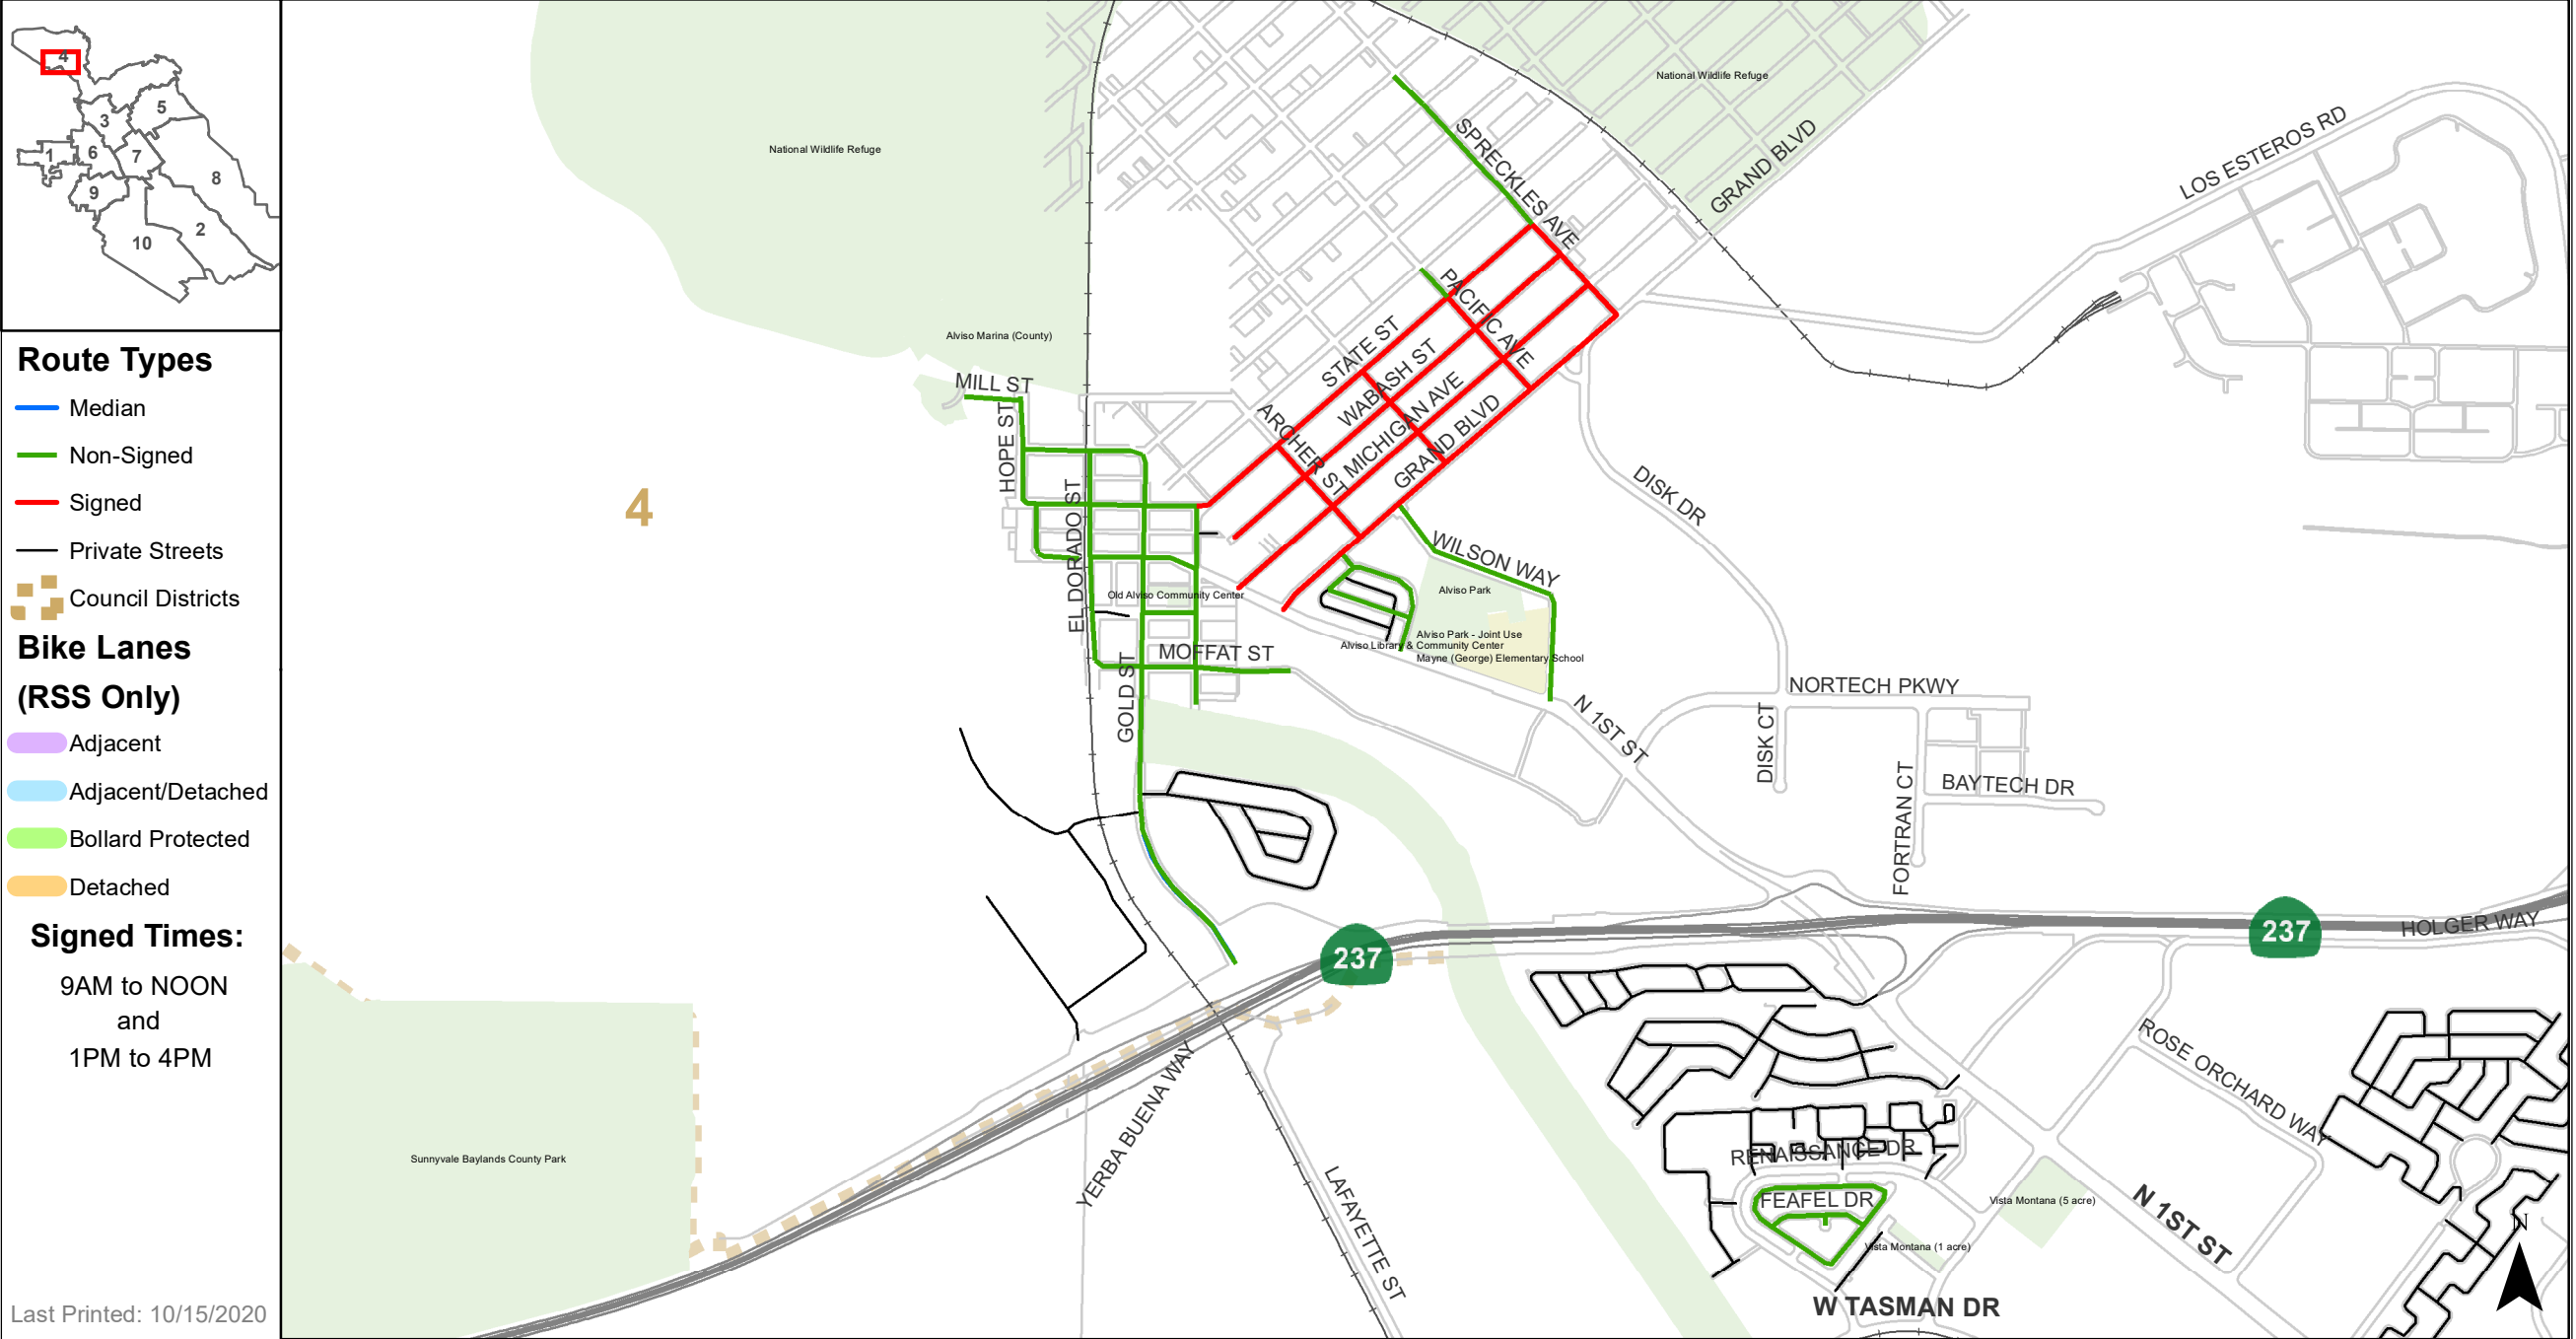 4
5
3
1
6
7
8
9
2
10
Route Types
Median
Non-Signed
Signed
Private Streets
Council Districts
Bike Lanes
(RSS Only)
Adjacent
Adjacent/Detached
Bollard Protected
Detached
Signed Times:
9AM to NOON
and
1PM to 4PM
Last Printed: 10/15/2020
National Wildlife Refuge
National Wildlife Refuge
SPRECKLES AVE
GRAND BLVD
LOS ESTEROS RD
Alviso Marina (County)
MILL ST
HOPE ST
PACIFIC AVE
STATE ST
WABASH ST
MICHIGAN AVE
ARCHER ST
GRAND BLVD
DISK DR
4
EL DORADO ST
WILSON WAY
Old Alviso Community Center
Alviso Park
Alviso Park - Joint Use
Alviso Library & Community Center
Mayne (George) Elementary School
MOFFAT ST
GOLD ST
N 1ST ST
NORTECH PKWY
DISK CT
BAYTECH DR
FORTRAN CT
237
237
HOLGER WAY
YERBA BUENA WAY
LAFAYETTE ST
Sunnyvale Baylands County Park
ROSE ORCHARD WAY
RENAISSANCE DR
FEAFEL DR
Vista Montana (5 acre)
Vista Montana (1 acre)
N 1ST ST
W TASMAN DR
N